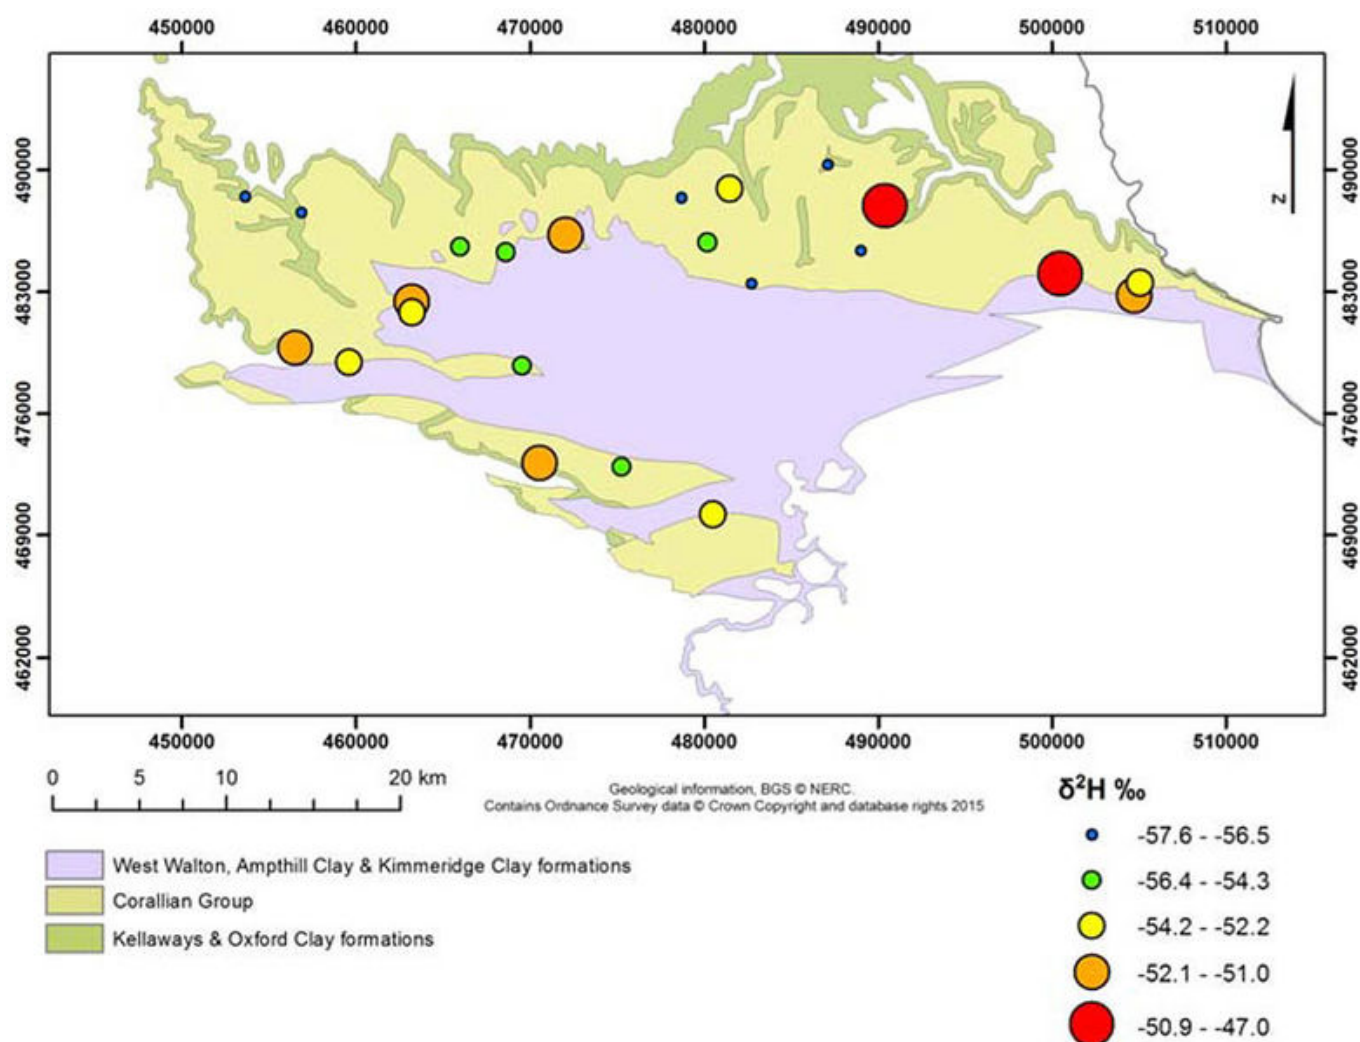 450000 460000 470000 480000 490000 500000 510000
490000 490000
N
483000 483000
476000 476000
469000 469000
462000 462000
450000 460000 470000 480000 490000 500000 510000
0 5 10 20 km
Geological information, BGS © NERC.
Contains Ordnance Survey data © Crown Copyright and database rights 2015
δ²H ‰
-57.6 - -56.5
-56.4 - -54.3
-54.2 - -52.2
-52.1 - -51.0
-50.9 - -47.0
West Walton, Ampthill Clay & Kimmeridge Clay formations
Corallian Group
Kellaways & Oxford Clay formations